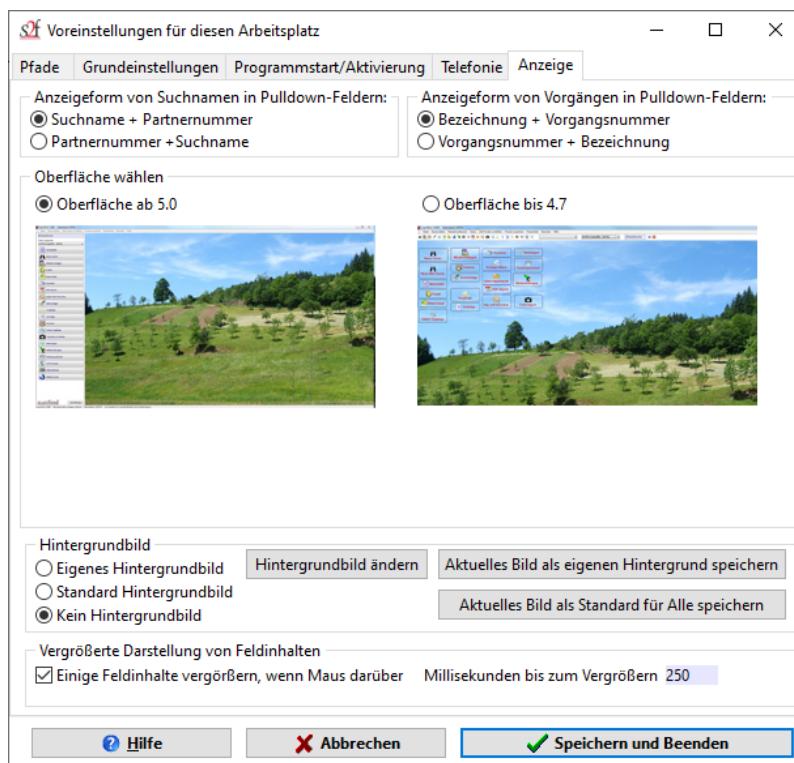 s2f Voreinstellungen für diesen Arbeitsplatz
Pfade Grundeinstellungen Programmstart/Aktivierung Telefonie Anzeige
Anzeigeform von Suchnamen in Pulldown-Feldern: Anzeigeform von Vorgängen in Pulldown-Feldern:
Suchname + Partnernummer Bezeichnung + Vorgangsnummer
Partnernummer +Suchname Vorgangsnummer + Bezeichnung
Oberfläche wählen
Oberfläche ab 5.0 Oberfläche bis 4.7
Hintergrundbild
Eigenes Hintergrundbild Hintergrundbild ändern Aktuelles Bild als eigenen Hintergrund speichern
Standard Hintergrundbild
Kein Hintergrundbild Aktuelles Bild als Standard für Alle speichern
Vergrößerte Darstellung von Feldinhalten
Einige Feldinhalte vergörßern, wenn Maus darüber Millisekunden bis zum Vergrößern 250
Hilfe Abbrechen Speichern und Beenden